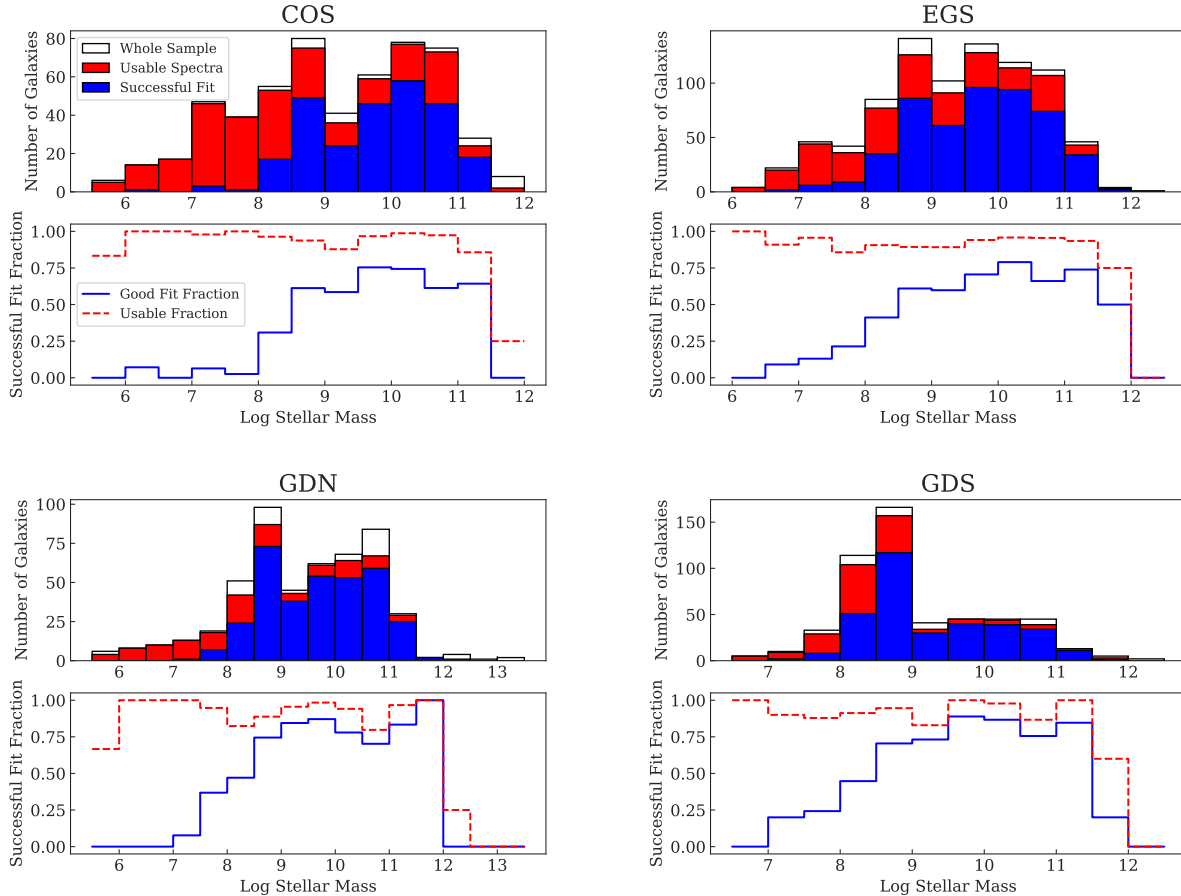 COS
Number of Galaxies
80
60
40
20
0
Whole Sample
Usable Spectra
Successful Fit
6 7 8 9 10 11 12
Successful Fit Fraction
1.00
0.75
0.50
0.25
0.00
Good Fit Fraction
Usable Fraction
6 7 8 9 10 11 12
Log Stellar Mass
EGS
Number of Galaxies
100
50
0
6 7 8 9 10 11 12
Successful Fit Fraction
1.00
0.75
0.50
0.25
0.00
6 7 8 9 10 11 12
Log Stellar Mass
GDN
Number of Galaxies
100
75
50
25
0
6 7 8 9 10 11 12 13
Successful Fit Fraction
1.00
0.75
0.50
0.25
0.00
6 7 8 9 10 11 12 13
Log Stellar Mass
GDS
Number of Galaxies
150
100
50
0
7 8 9 10 11 12
Successful Fit Fraction
1.00
0.75
0.50
0.25
0.00
7 8 9 10 11 12
Log Stellar Mass